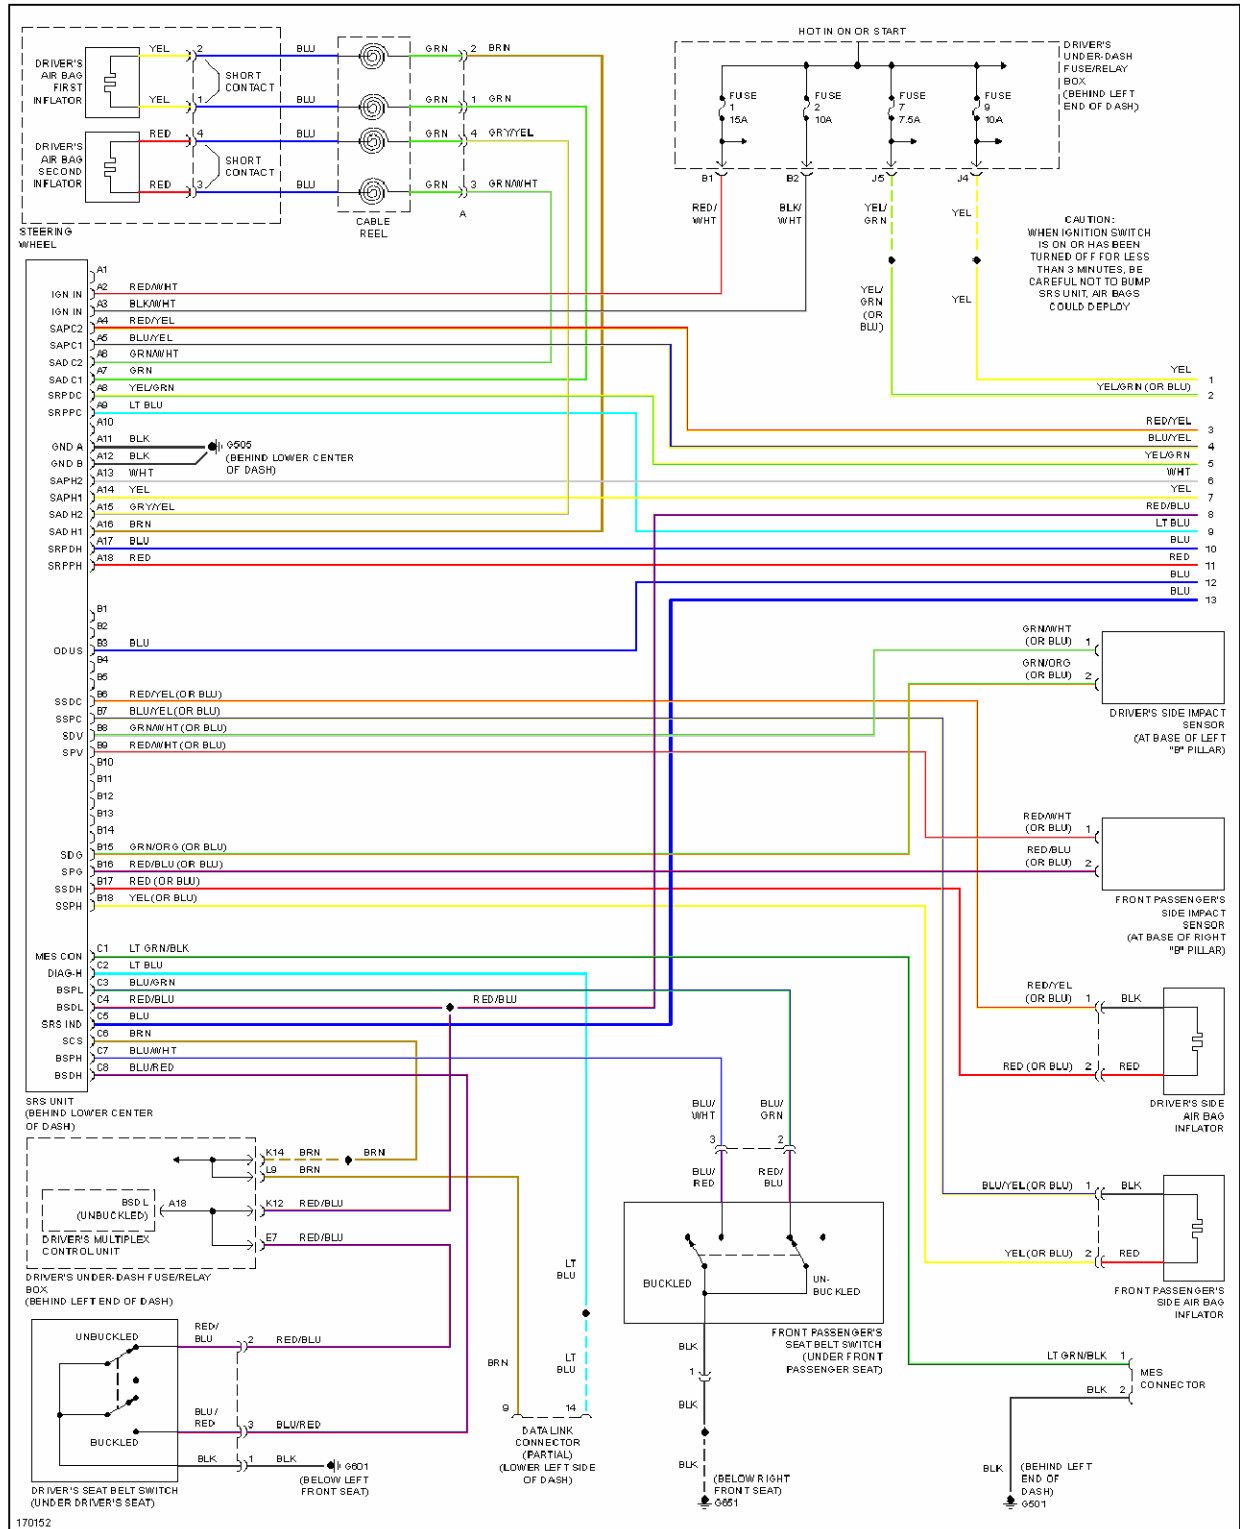 HOT IN ON OR START
DRIVER'S
AIR BAG
FIRST
INFLATOR
YEL 2 BLU GRN 2 BRN
SHORT
CONTACT
YEL 1 BLU GRN 1 GRN
DRIVER'S
AIR BAG
SECOND
INFLATOR
RED 4 BLU GRN 4 GRY/YEL
SHORT
CONTACT
RED 3 BLU GRN 3 GRN/WHT
A
CABLE
REEL
STEERING
WHEEL
FUSE
1
15A
FUSE
2
10A
FUSE
7
7.5A
FUSE
9
10A
DRIVER'S
UNDER-DASH
FUSE/RELAY
BOX
(BEHIND LEFT
END OF DASH)
B1 B2 J5 J4
RED/
WHT
BLK/
WHT
YEL/
GRN
YEL
YEL/
GRN
(OR
BLU)
YEL
CAUTION:
WHEN IGNITION SWITCH
IS ON OR HAS BEEN
TURNED OFF FOR LESS
THAN 3 MINUTES, BE
CAREFUL NOT TO BUMP
SRS UNIT, AIR BAGS
COULD DEPLOY
A1
IGN IN A2 RED/WHT
IGN IN A3 BLK/WHT
SAPC2 A4 RED/YEL
SAPC1 A5 BLU/YEL
SADC2 A6 GRN/WHT
SADC1 A7 GRN
SRPDC A8 YEL/GRN
SRPPC A9 LT BLU
A10
GND A A11 BLK
GND B A12 BLK
G505
(BEHIND LOWER CENTER
OF DASH)
SAPH2 A13 WHT
SAPH1 A14 YEL
SADH2 A15 GRY/YEL
SADH1 A16 BRN
SRPDH A17 BLU
SRPPH A18 RED
YEL 1
YEL/GRN (OR BLU) 2
RED/YEL 3
BLU/YEL 4
YEL/GRN 5
WHT 6
YEL 7
RED/BLU 8
LT BLU 9
BLU 10
RED 11
BLU 12
BLU 13
B1
B2
ODUS B3 BLU
B4
B5
SSDC B6 RED/YEL (OR BLU)
SSPC B7 BLU/YEL (OR BLU)
SDV B8 GRN/WHT (OR BLU)
SPV B9 RED/WHT (OR BLU)
B10
B11
B12
B13
B14
SDG B15 GRN/ORG (OR BLU)
SPG B16 RED/BLU (OR BLU)
SSDH B17 RED (OR BLU)
SSPH B18 YEL (OR BLU)
GRN/WHT
(OR BLU) 1
GRN/ORG
(OR BLU) 2
DRIVER'S SIDE IMPACT
SENSOR
(AT BASE OF LEFT
"B" PILLAR)
RED/WHT
(OR BLU) 1
RED/BLU
(OR BLU) 2
FRONT PASSENGER'S
SIDE IMPACT
SENSOR
(AT BASE OF RIGHT
"B" PILLAR)
MES CON C1 LT GRN/BLK
DIAG-H C2 LT BLU
BSPL C3 BLU/GRN
BSDL C4 RED/BLU RED/BLU
SRS IND C5 BLU
SCS C6 BRN
BSPH C7 BLU/WHT
BSDH C8 BLU/RED
SRS UNIT
(BEHIND LOWER CENTER
OF DASH)
RED/YEL
(OR BLU) 1 BLK
RED (OR BLU) 2 RED
DRIVER'S SIDE
AIR BAG
INFLATOR
K14 BRN BRN
L9 BRN
BSDL
(UNBUCKLED)
A18
K12 RED/BLU
DRIVER'S MULTIPLEX
CONTROL UNIT
E7 RED/BLU
DRIVER'S UNDER-DASH FUSE/RELAY
BOX
(BEHIND LEFT END OF DASH)
BLU/
WHT
BLU/
GRN
3 2
BLU/
RED
RED/
BLU
BUCKLED
UN-
BUCKLED
FRONT PASSENGER'S
SEAT BELT SWITCH
(UNDER FRONT
PASSENGER SEAT)
BLU/YEL (OR BLU) 1 BLK
YEL (OR BLU) 2 RED
FRONT PASSENGER'S
SIDE AIR BAG
INFLATOR
UNBUCKLED
RED/
BLU 2 RED/BLU
BLU/
RED 3 BLU/RED
BUCKLED
BLK 1 BLK
G601
(BELOW LEFT
FRONT SEAT)
DRIVER'S SEAT BELT SWITCH
(UNDER DRIVER'S SEAT)
LT
BLU
BRN
LT
BLU
9 14
DATA LINK
CONNECTOR
(PARTIAL)
(LOWER LEFT SIDE
OF DASH)
BLK
1
BLK
BLK
(BELOW RIGHT
FRONT SEAT)
G651
LT GRN/BLK 1
BLK 2
MES
CONNECTOR
BLK
(BEHIND LEFT
END OF
DASH)
G501
170152